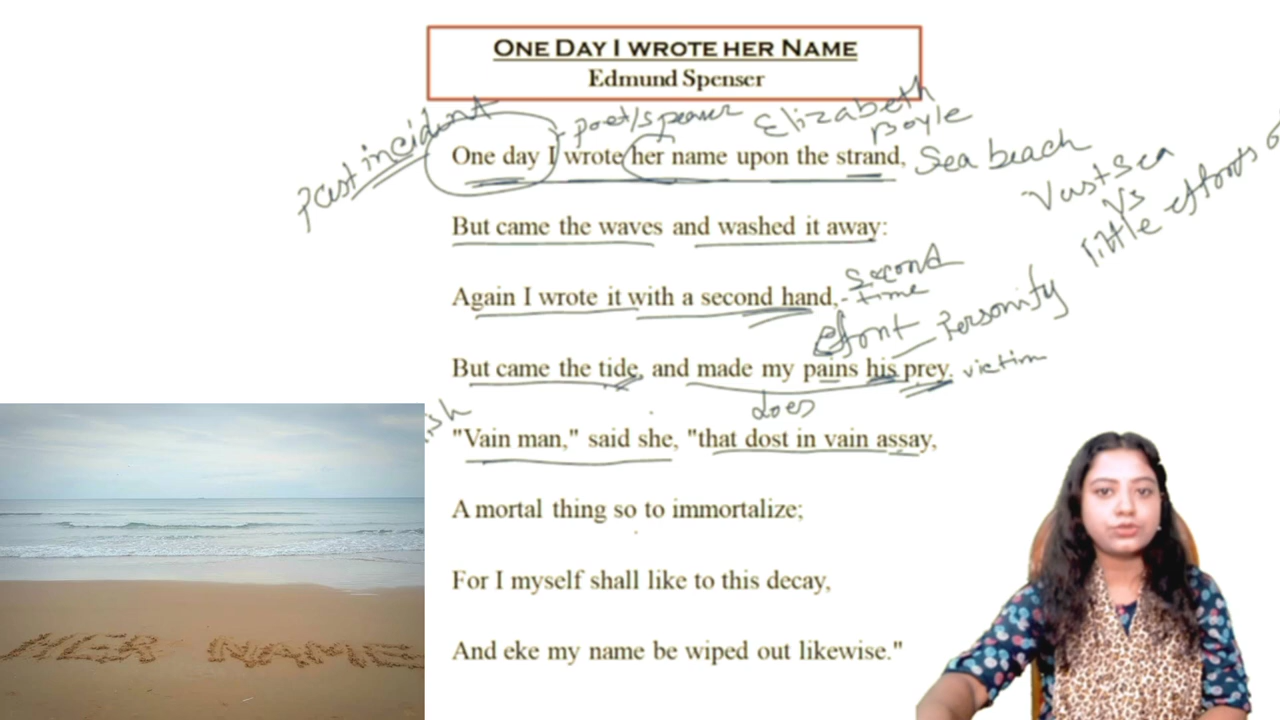 ONE DAY I WROTE HER NAME
Edmund Spenser
Past incident
poet/speaker Elizabeth Boyle
One day I wrote her name upon the strand, Sea beach
Vast Sea
vs
little efforts
But came the waves and washed it away:
Second
time
Again I wrote it with a second hand,
Effort Personify
But came the tide, and made my pains his prey. victim
does
"Vain man," said she, "that dost in vain assay,
A mortal thing so to immortalize;
For I myself shall like to this decay,
And eke my name be wiped out likewise."
HER NAME